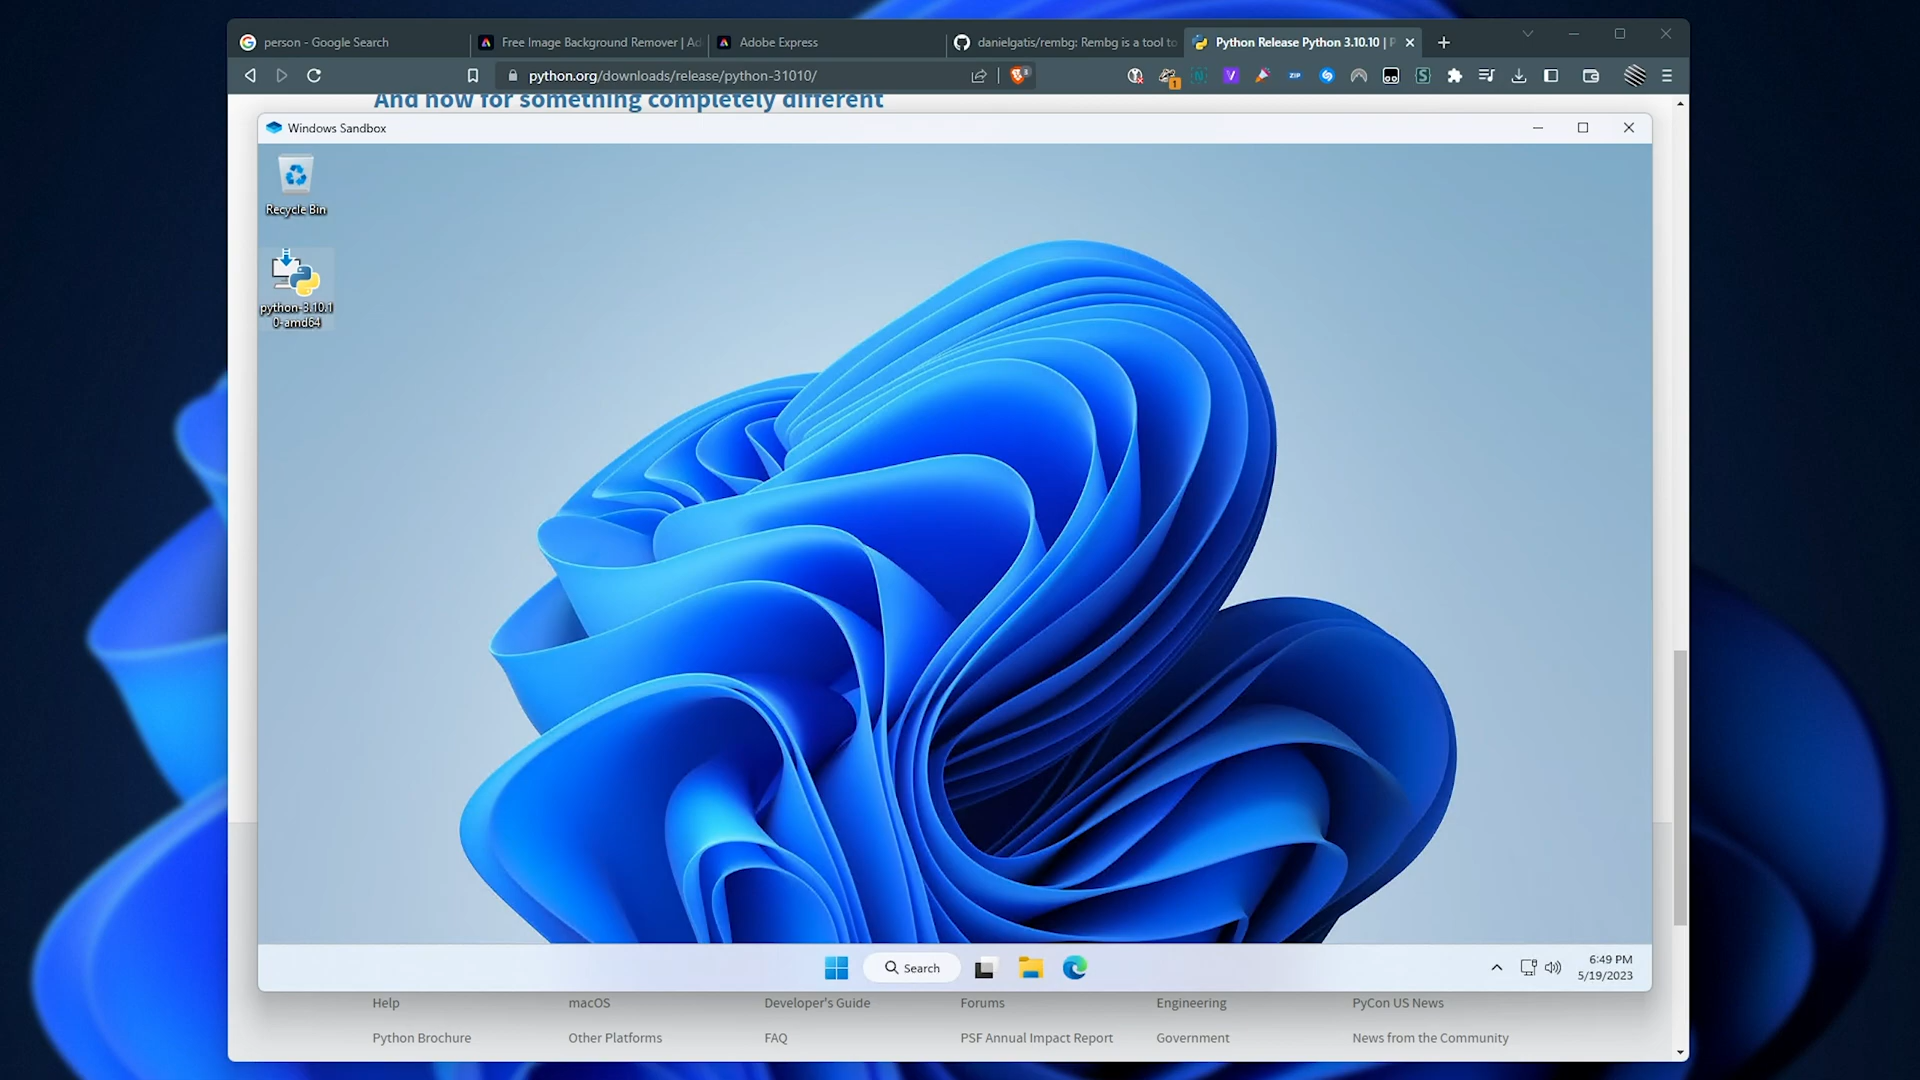 person - Google Search
Free Image Background Remover | Ad
Adobe Express
danielgatis/rembg: Rembg is a tool to
Python Release Python 3.10.10 | P
python.org/downloads/release/python-31010/
N
V
ZIP
S
1
And now for something completely different
Windows Sandbox
Recycle Bin
python-3.10.1
0-amd64
Search
6:49 PM
5/19/2023
Help
macOS
Developer's Guide
Forums
Engineering
PyCon US News
Python Brochure
Other Platforms
FAQ
PSF Annual Impact Report
Government
News from the Community